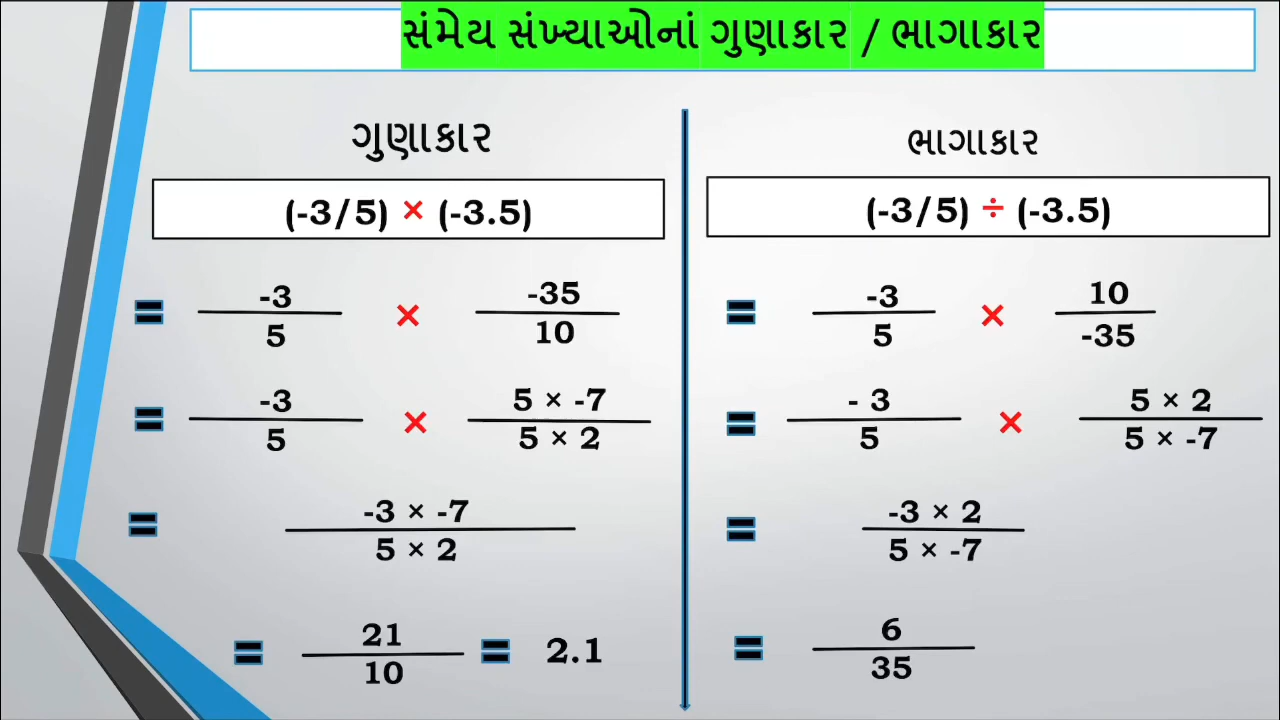 સંમેય સંખ્યાઓનાં ગુણાકાર / ભાગાકાર
ગુણાકાર
(-3/5) × (-3.5)
= -3/5 × -35/10
= -3/5 × 5 × -7/5 × 2
= -3 × -7/5 × 2
= 21/10 = 2.1
ભાગાકાર
(-3/5) ÷ (-3.5)
= -3/5 × 10/-35
= - 3/5 × 5 × 2/5 × -7
= -3 × 2/5 × -7
= 6/35